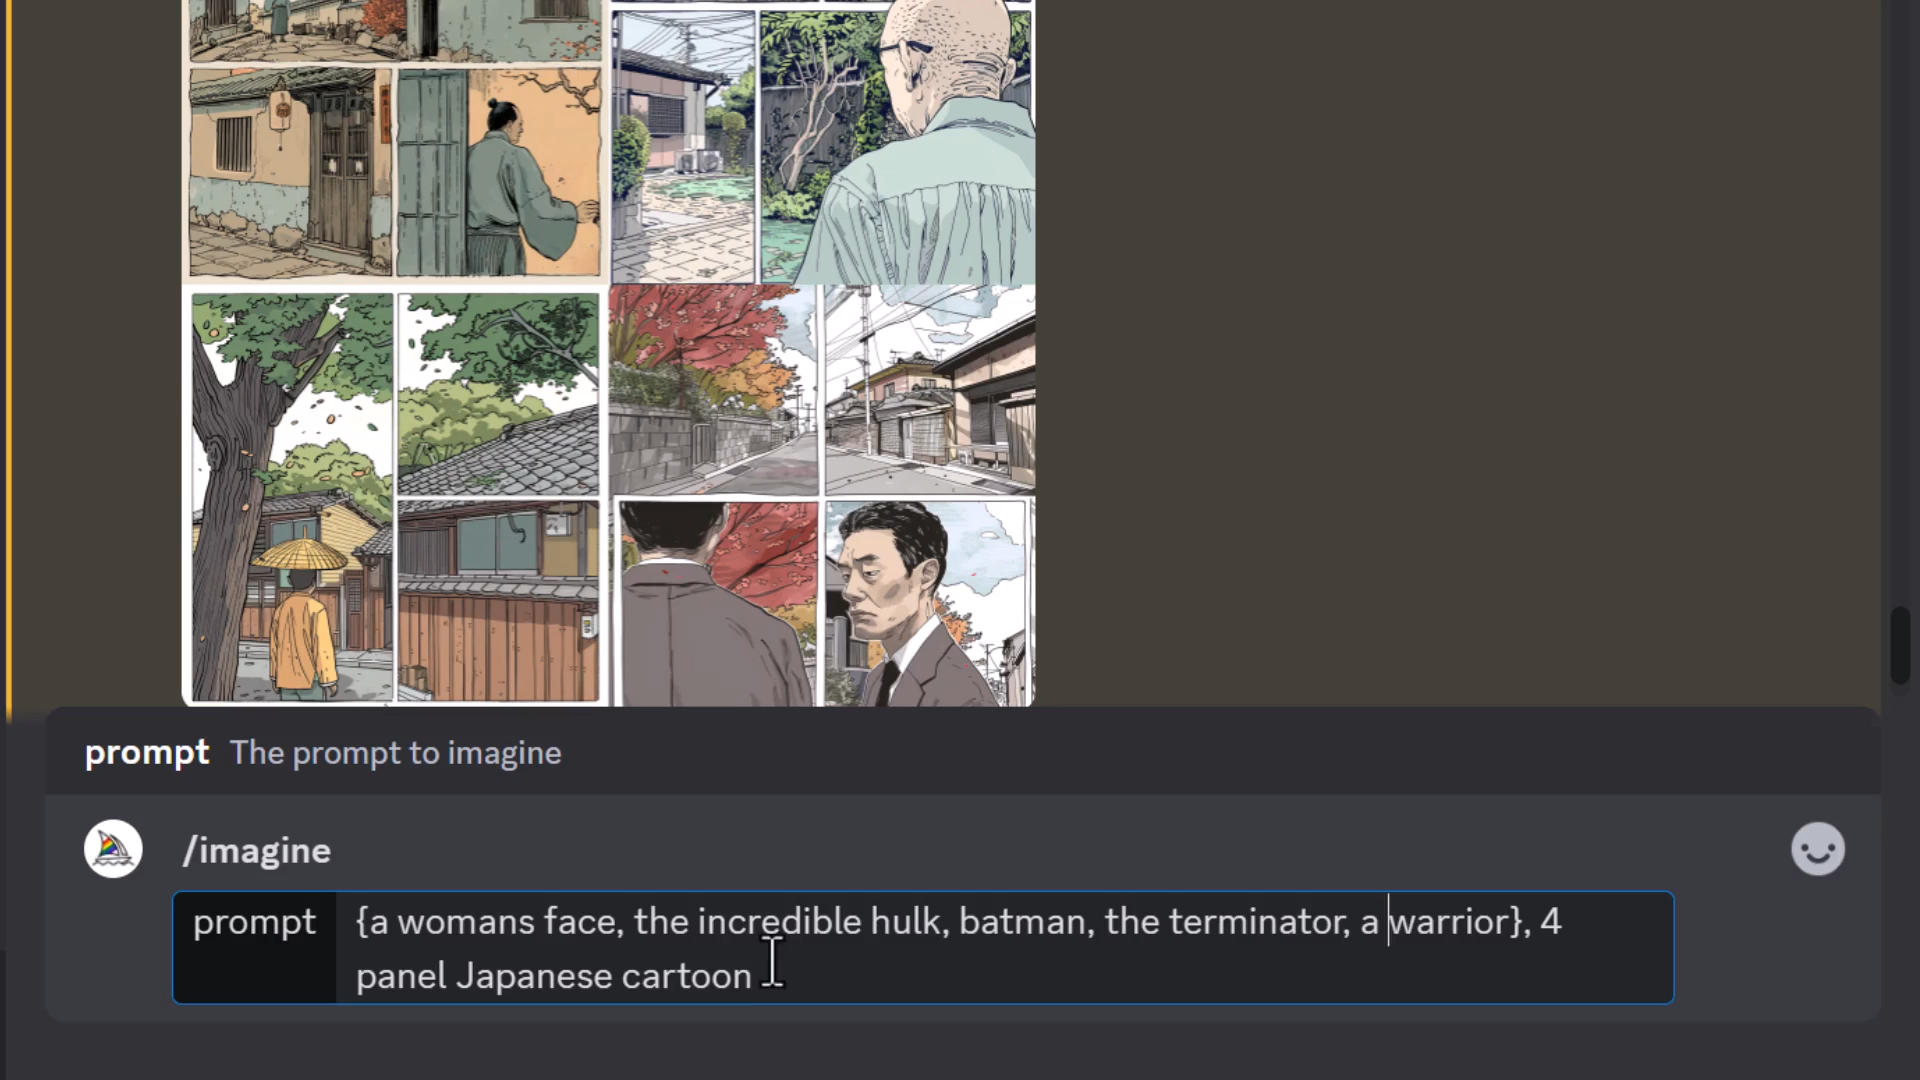 prompt The prompt to imagine
/imagine
prompt {a womans face, the incredible hulk, batman, the terminator, a warrior}, 4
panel Japanese cartoon